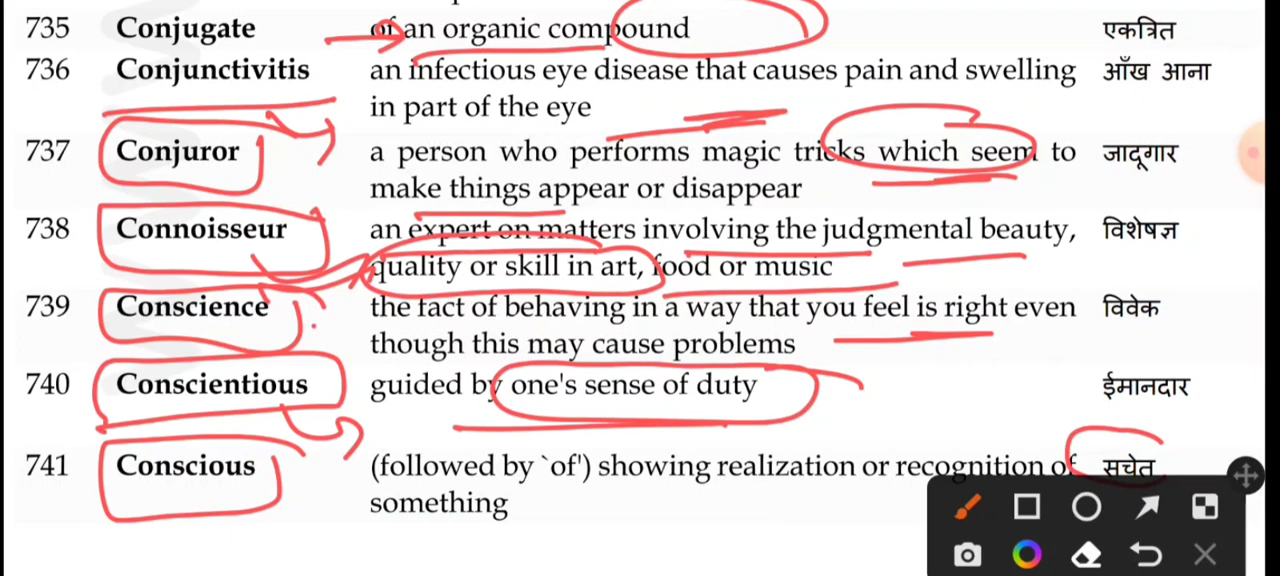 735 Conjugate of an organic compound एकत्रित
736 Conjunctivitis an infectious eye disease that causes pain and swelling आँख आना
in part of the eye
737 Conjuror a person who performs magic tricks which seem to जादूगार
make things appear or disappear
738 Connoisseur an expert on matters involving the judgmental beauty, विशेषज्ञ
quality or skill in art, food or music
739 Conscience the fact of behaving in a way that you feel is right even विवेक
though this may cause problems
740 Conscientious guided by one's sense of duty ईमानदार
741 Conscious (followed by `of') showing realization or recognition of सचेत
something